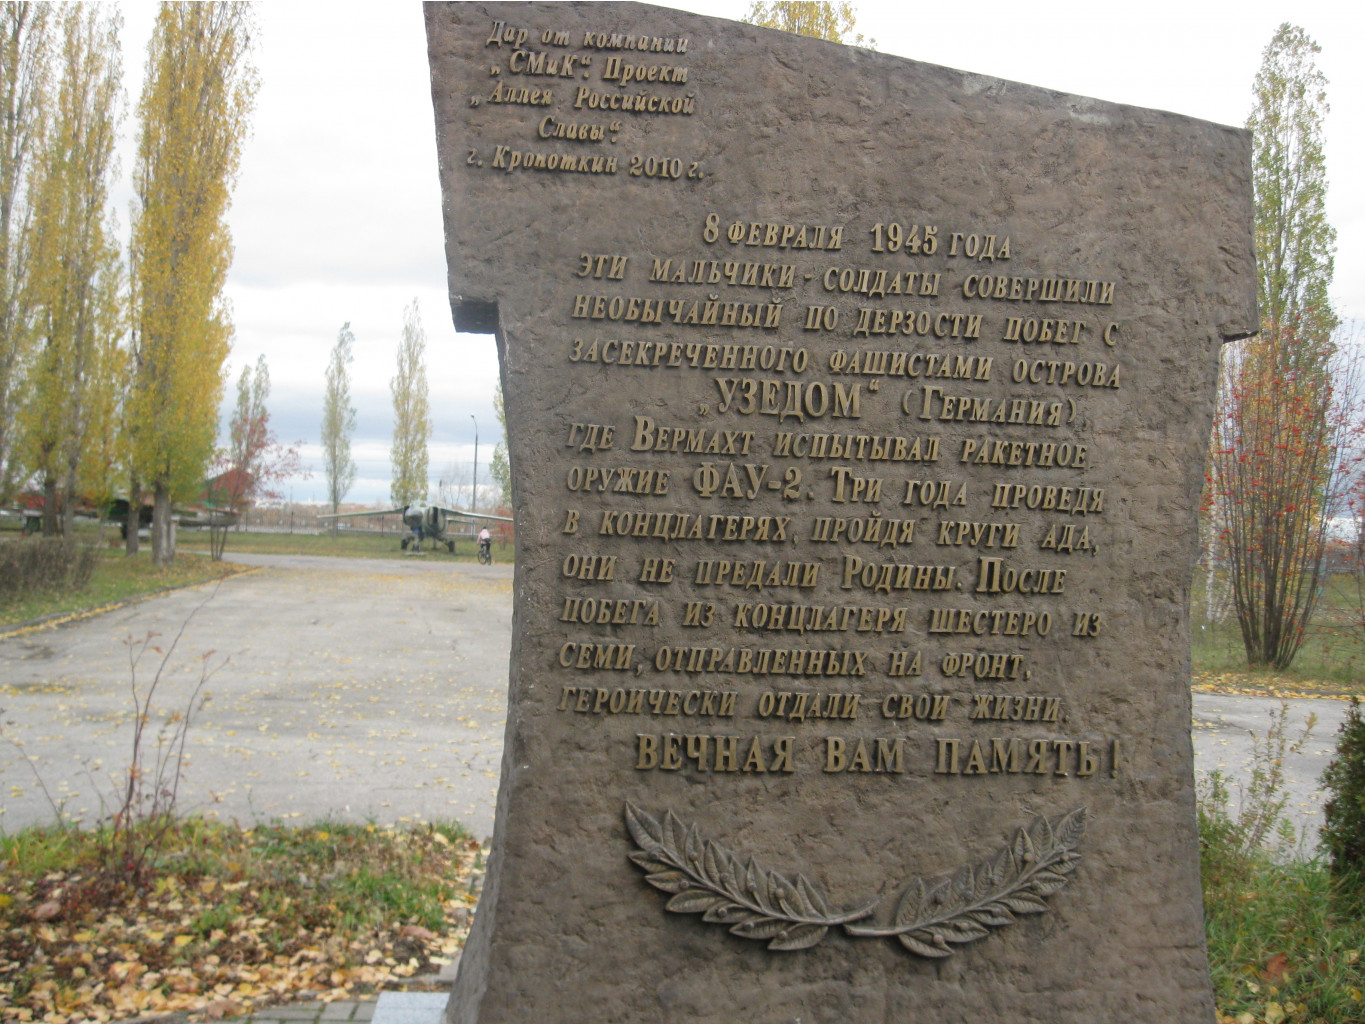 Дар от компании
„СМиК“. Проект
„Аллея Российской
Славы“.
г. Кропоткин 2010 г.
8 ФЕВРАЛЯ 1945 ГОДА
ЭТИ МАЛЬЧИКИ - СОЛДАТЫ СОВЕРШИЛИ
НЕОБЫЧАЙНЫЙ ПО ДЕРЗОСТИ ПОБЕГ С
ЗАСЕКРЕЧЕННОГО ФАШИСТАМИ ОСТРОВА
„УЗЕДОМ“ (ГЕРМАНИЯ)
ГДЕ ВЕРМАХТ ИСПЫТЫВАЛ РАКЕТНОЕ
ОРУЖИЕ ФАУ-2. ТРИ ГОДА ПРОВЕДЯ
В КОНЦЛАГЕРЯХ, ПРОЙДЯ КРУГИ АДА,
ОНИ НЕ ПРЕДАЛИ РОДИНЫ. ПОСЛЕ
ПОБЕГА ИЗ КОНЦЛАГЕРЯ ШЕСТЕРО ИЗ
СЕМИ, ОТПРАВЛЕННЫХ НА ФРОНТ,
ГЕРОИЧЕСКИ ОТДАЛИ СВОИ ЖИЗНИ.
ВЕЧНАЯ ВАМ ПАМЯТЬ!